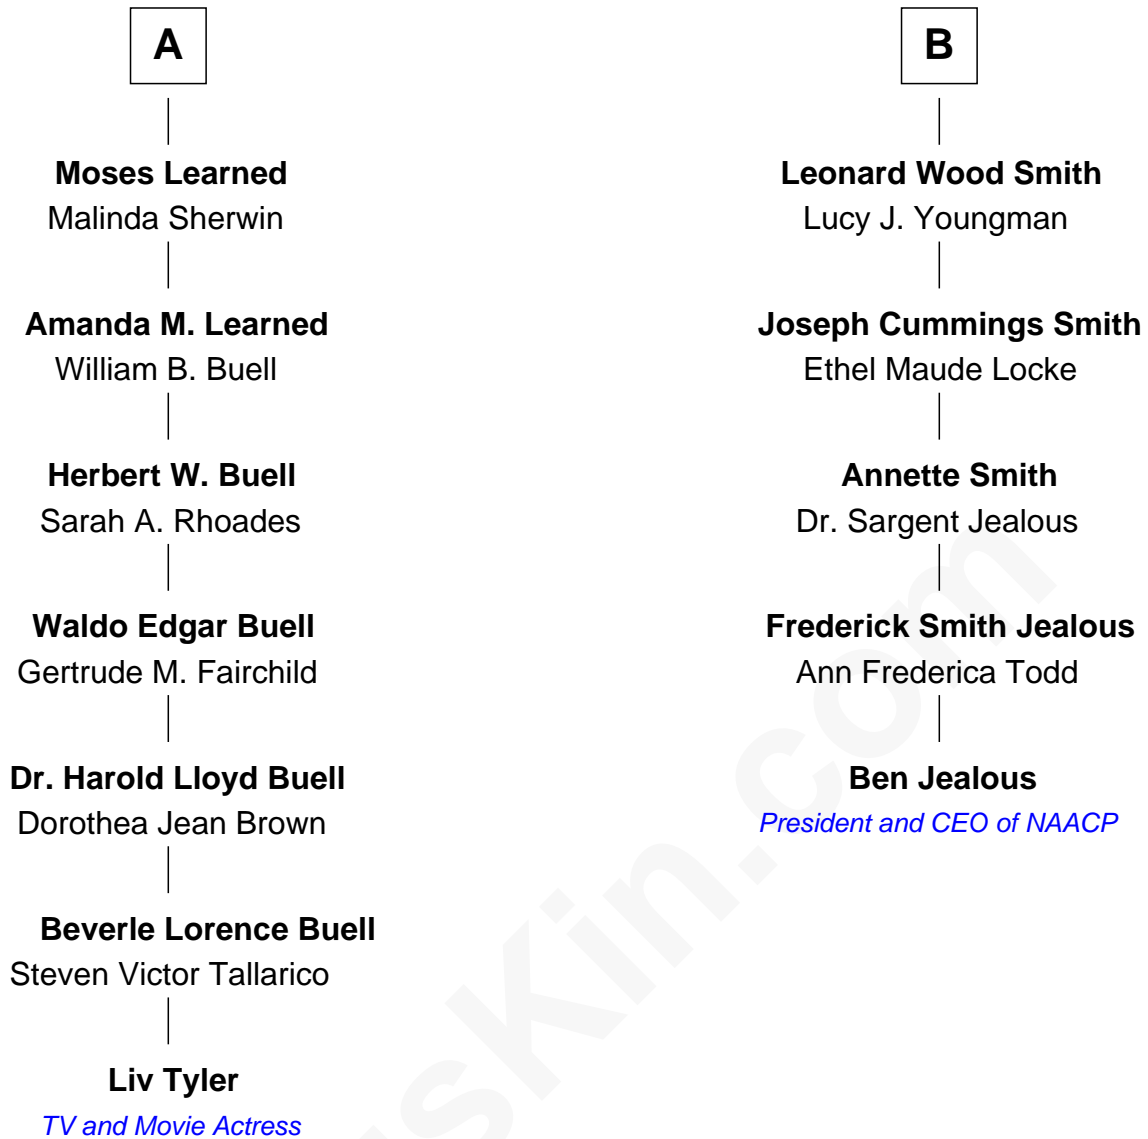 A
Moses Learned
Malinda Sherwin
Amanda M. Learned
William B. Buell
Herbert W. Buell
Sarah A. Rhoades
Waldo Edgar Buell
Gertrude M. Fairchild
Dr. Harold Lloyd Buell
Dorothea Jean Brown
Beverle Lorence Buell
Steven Victor Tallarico
Liv Tyler
TV and Movie Actress
B
Leonard Wood Smith
Lucy J. Youngman
Joseph Cummings Smith
Ethel Maude Locke
Annette Smith
Dr. Sargent Jealous
Frederick Smith Jealous
Ann Frederica Todd
Ben Jealous
President and CEO of NAACP
sKin.com